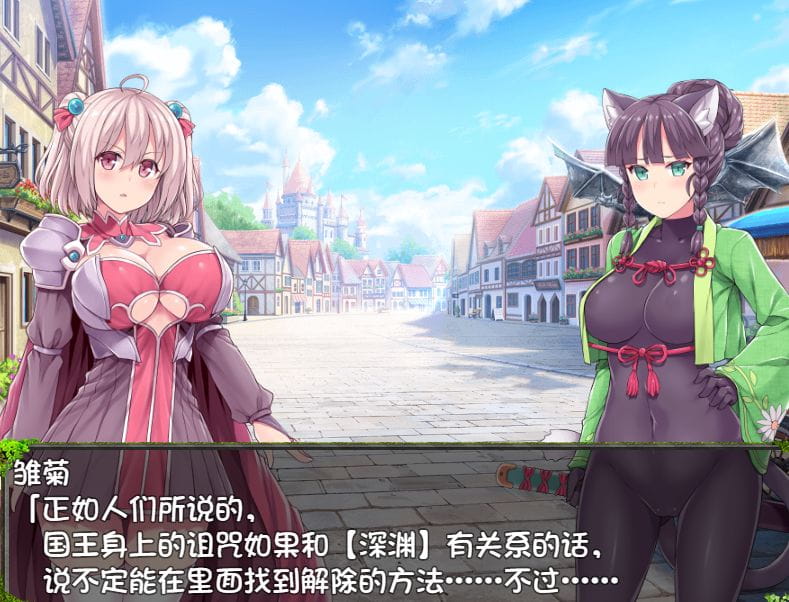 雏菊
「正如人们所说的，
国王身上的诅咒如果和【深渊】有关系的话，
说不定能在里面找到解除的方法……不过……